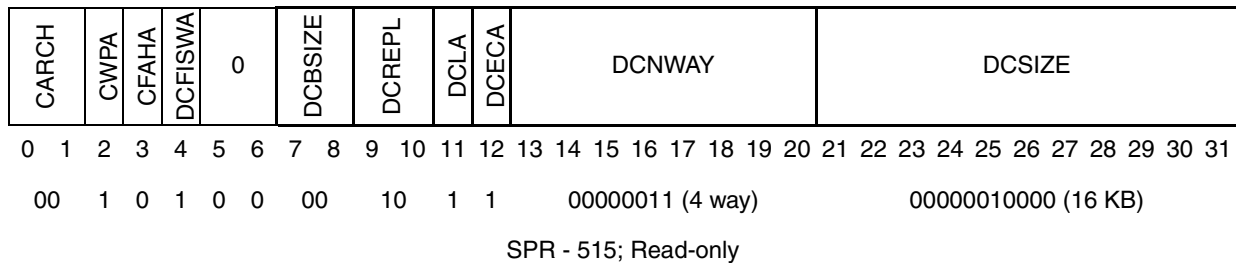 CARCH CWPA CFAHA DCFISWA 0 DCBSIZE DCREPL DCLA DCECA DCNWAY DCSIZE
0 1 2 3 4 5 6 7 8 9 10 11 12 13 14 15 16 17 18 19 20 21 22 23 24 25 26 27 28 29 30 31
00 1 0 1 0 0 00 10 1 1 00000011 (4 way) 00000010000 (16 KB)
SPR - 515; Read-only